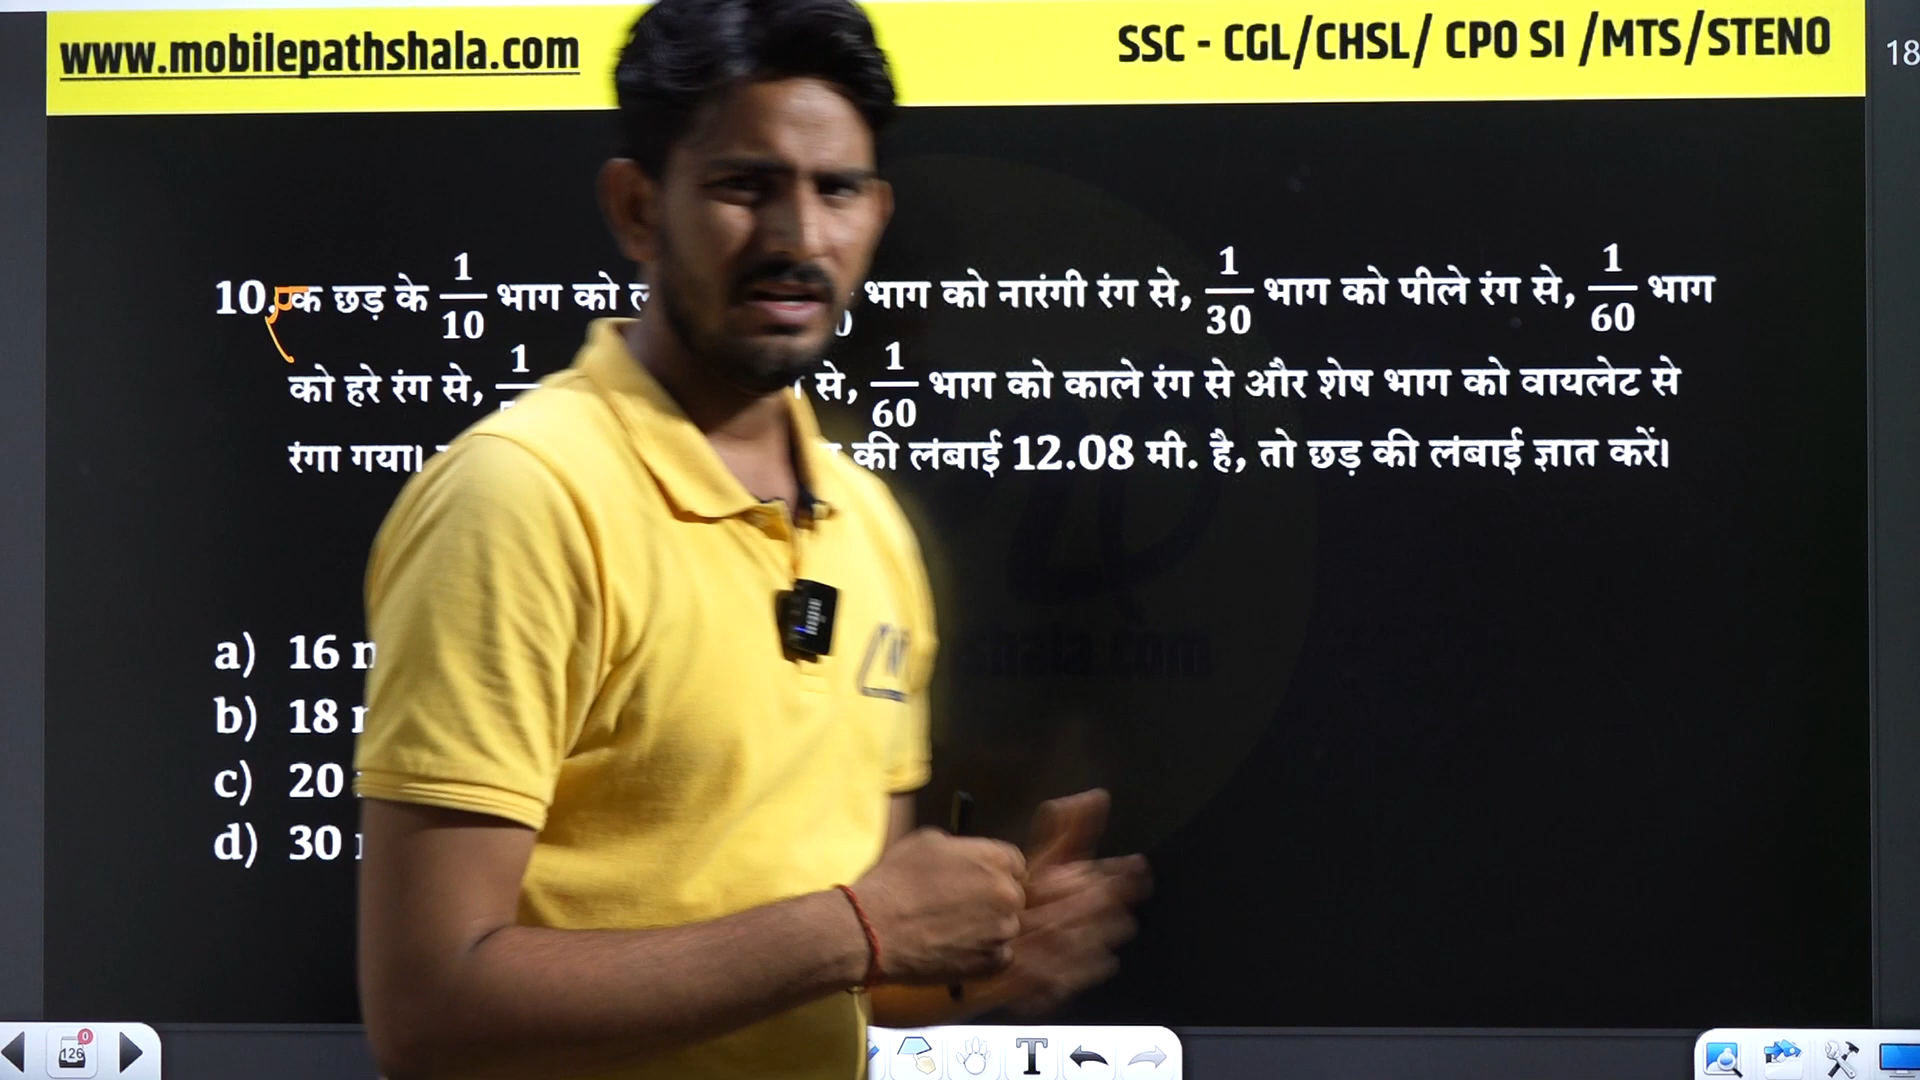 www.mobilepathshala.com
SSC - CGL/CHSL/ CPO SI /MTS/STENO
18
10. एक छड़ के 1/10 भाग को भाग को नारंगी रंग से, 1/30 भाग को पीले रंग से, 1/60 भाग
को हरे रंग से, से, 1/60 भाग को काले रंग से और शेष भाग को वायलेट से
रंगा गया। की लंबाई 12.08 मी. है, तो छड़ की लंबाई ज्ञात करें।
a) 16
b) 18
c) 20
d) 30
126
0
T